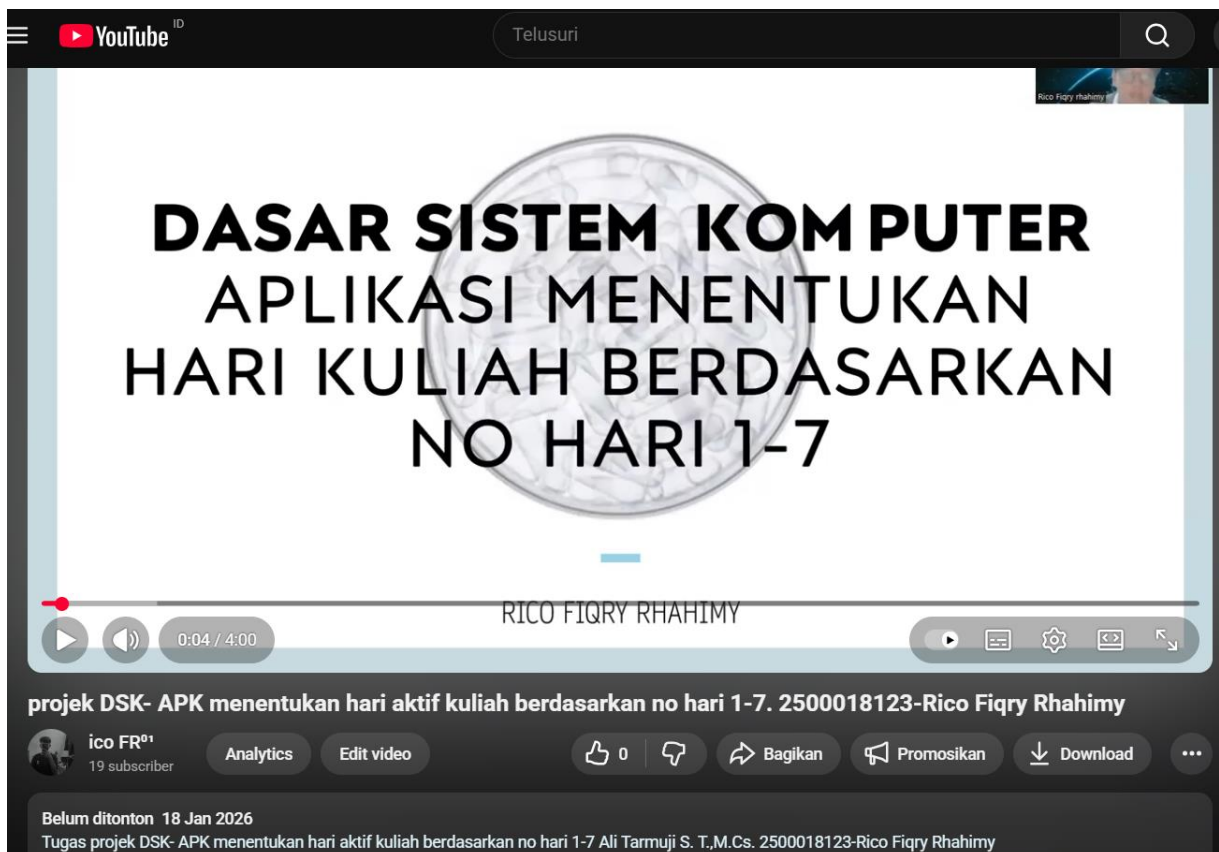 YouTube ID
Telusuri
Rico Fiqry rhahimy
DASAR SISTEM KOMPUTER
APLIKASI MENENTUKAN
HARI KULIAH BERDASARKAN
NO HARI 1-7
RICO FIQRY RHAHIMY
0:04 / 4:00
projek DSK- APK menentukan hari aktif kuliah berdasarkan no hari 1-7. 2500018123-Rico Fiqry Rhahimy
ico FR⁰¹
19 subscriber
Analytics
Edit video
0
Bagikan
Promosikan
Download
Belum ditonton 18 Jan 2026
Tugas projek DSK- APK menentukan hari aktif kuliah berdasarkan no hari 1-7 Ali Tarmuji S. T.,M.Cs. 2500018123-Rico Fiqry Rhahimy